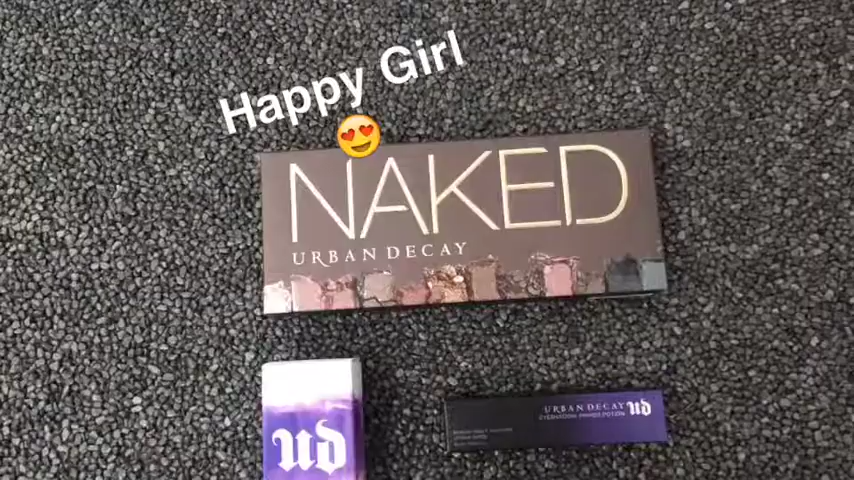 Happy Girl
NAKED
URBAN DECAY
URBAN DECAY ud
EYESHADOW PRIMER POTION
ud